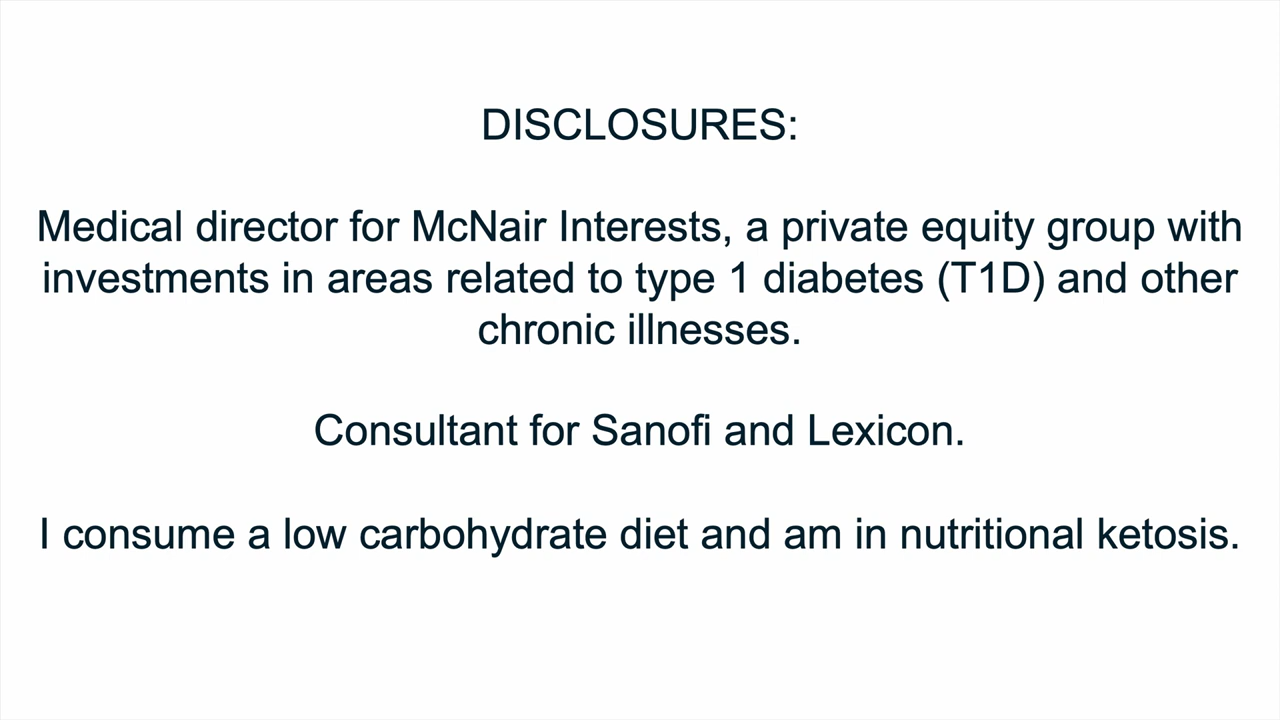 DISCLOSURES:
Medical director for McNair Interests, a private equity group with
investments in areas related to type 1 diabetes (T1D) and other
chronic illnesses.
Consultant for Sanofi and Lexicon.
I consume a low carbohydrate diet and am in nutritional ketosis.